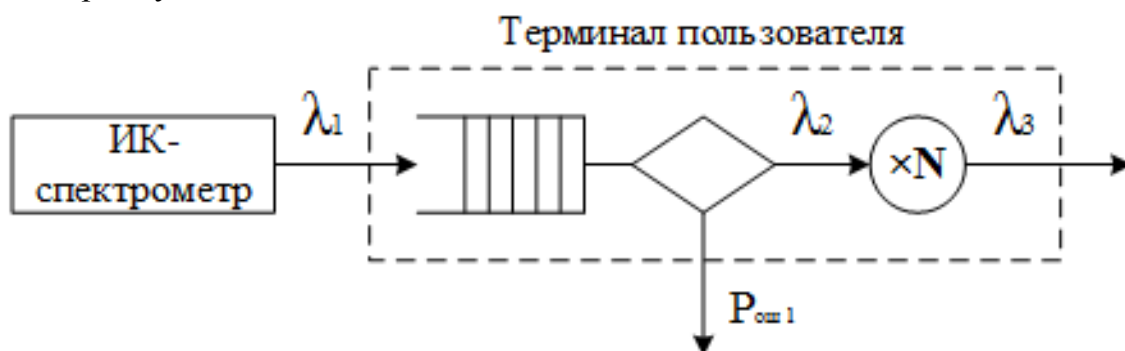 Терминал пользователя
ИК-
спектрометр
λ1
λ2
×N
λ3
Pош 1